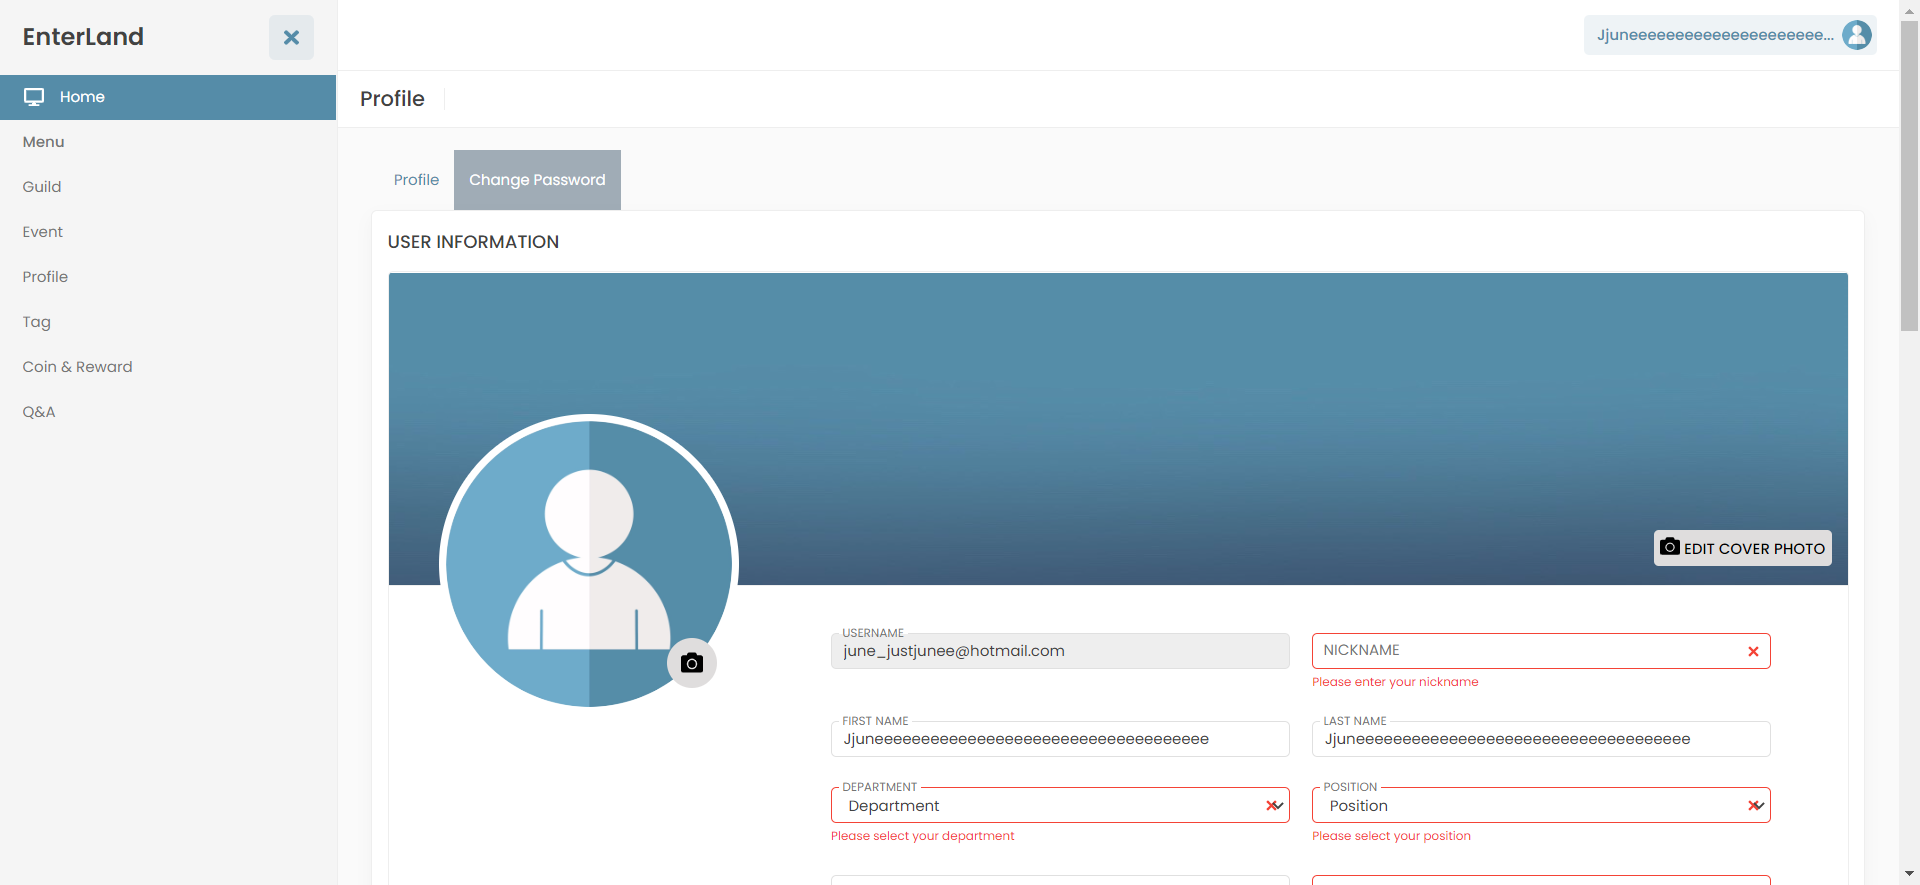 EnterLand
Jjuneeeeeeeeeeeeeeeeeeeee...
Home
Menu
Guild
Event
Profile
Tag
Coin & Reward
Q&A
Profile
Profile
Change Password
USER INFORMATION
EDIT COVER PHOTO
USERNAME
june_justjunee@hotmail.com
NICKNAME
Please enter your nickname
FIRST NAME
Jjuneeeeeeeeeeeeeeeeeeeeeeeeeeeeeeeeeeee
LAST NAME
Jjuneeeeeeeeeeeeeeeeeeeeeeeeeeeeeeeeeeee
DEPARTMENT
Department
Please select your department
POSITION
Position
Please select your position